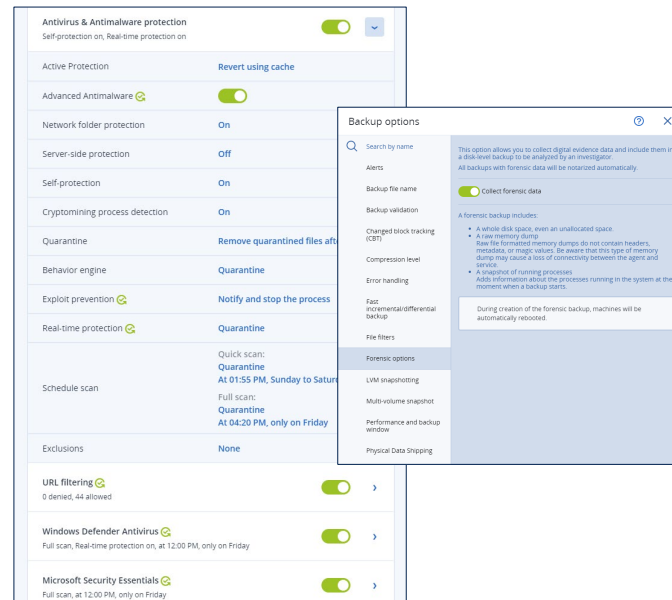 Antivirus & Antimalware protection
Self-protection on, Real-time protection on
Active Protection
Revert using cache
Advanced Antimalware
Network folder protection
On
Server-side protection
Off
Self-protection
On
Cryptomining process detection
On
Quarantine
Remove quarantined files afte
Behavior engine
Quarantine
Exploit prevention
Notify and stop the process
Real-time protection
Quarantine
Schedule scan
Quick scan:
Quarantine
At 01:55 PM, Sunday to Satur
Full scan:
Quarantine
At 04:20 PM, only on Friday
Exclusions
None
URL filtering
0 denied, 44 allowed
Windows Defender Antivirus
Full scan, Real-time protection on, at 12:00 PM, only on Friday
Microsoft Security Essentials
Full scan, at 12:00 PM, only on Friday
Backup options
Search by name
Alerts
Backup file name
Backup validation
Changed block tracking
(CBT)
Compression level
Error handling
Fast
incremental/differential
backup
File filters
Forensic options
LVM snapshotting
Multi-volume snapshot
Performance and backup
window
Physical Data Shipping
This option allows you to collect digital evidence data and include them in
a disk-level backup to be analyzed by an investigator.
All backups with forensic data will be notarized automatically.
Collect forensic data
A forensic backup includes:
• A whole disk space, even an unallocated space.
• A raw memory dump
Raw file formatted memory dumps do not contain headers,
metadata, or magic values. Be aware that this type of memory
dump may cause a loss of connectivity between the agent and
service.
• A snapshot of running processes
Adds information about the processes running in the system at the
moment when a backup starts.
During creation of the forensic backup, machines will be
automatically rebooted.